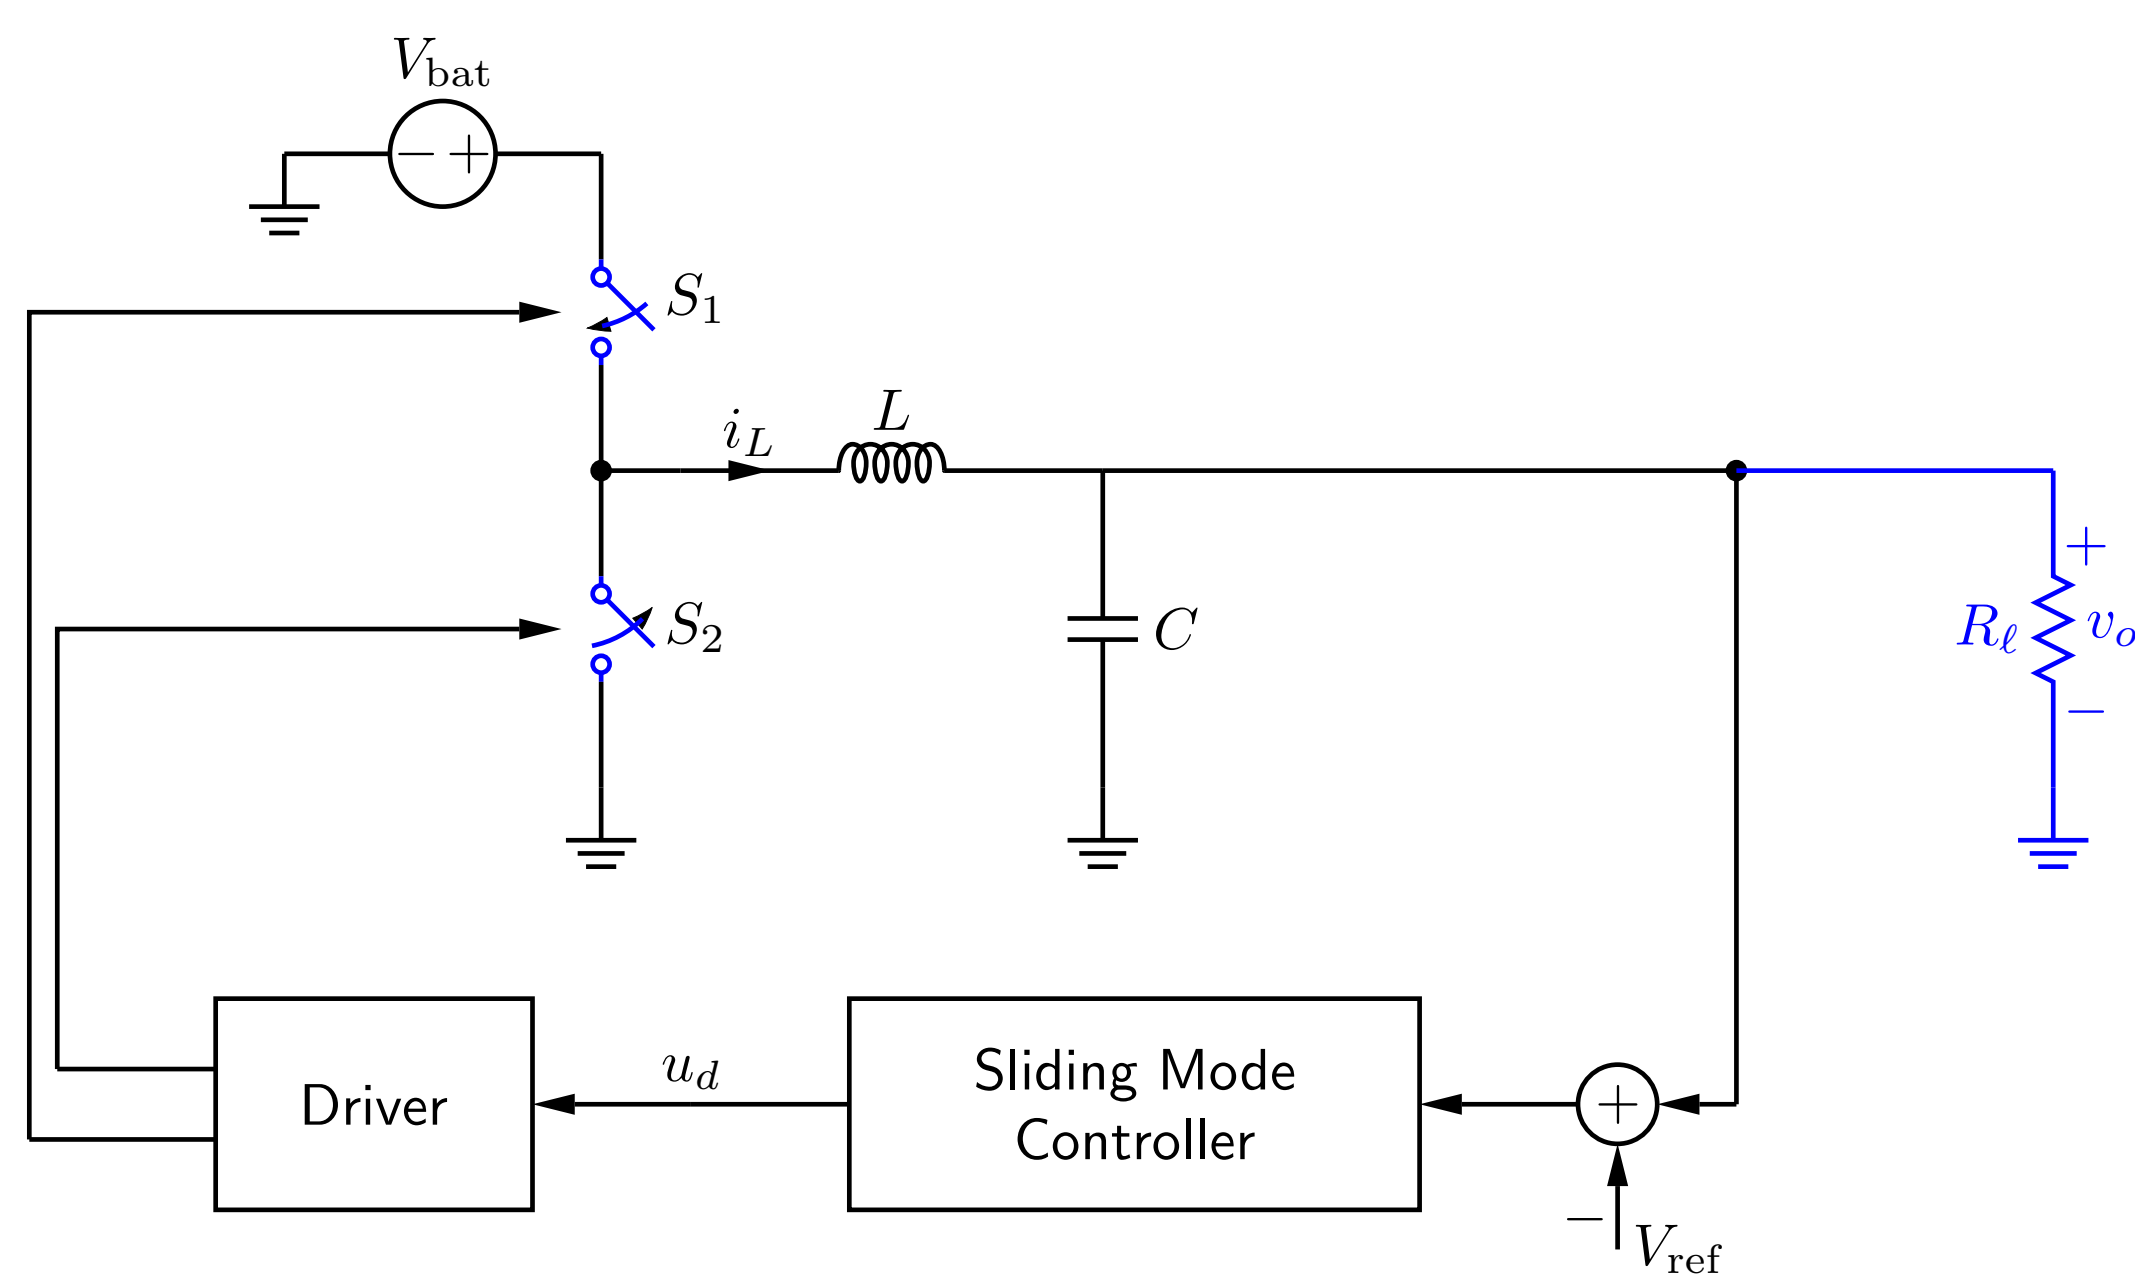 V_bat
− +
S_1
i_L
L
S_2
C
+
R_ℓ
v_o
−
Driver
u_d
Sliding Mode
Controller
+
−
V_ref